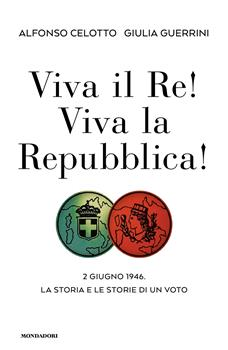 ALFONSO CELOTTO GIULIA GUERRINI
Viva il Re!
Viva la
Repubblica!
2 GIUGNO 1946.
LA STORIA E LE STORIE DI UN VOTO
MONDADORI